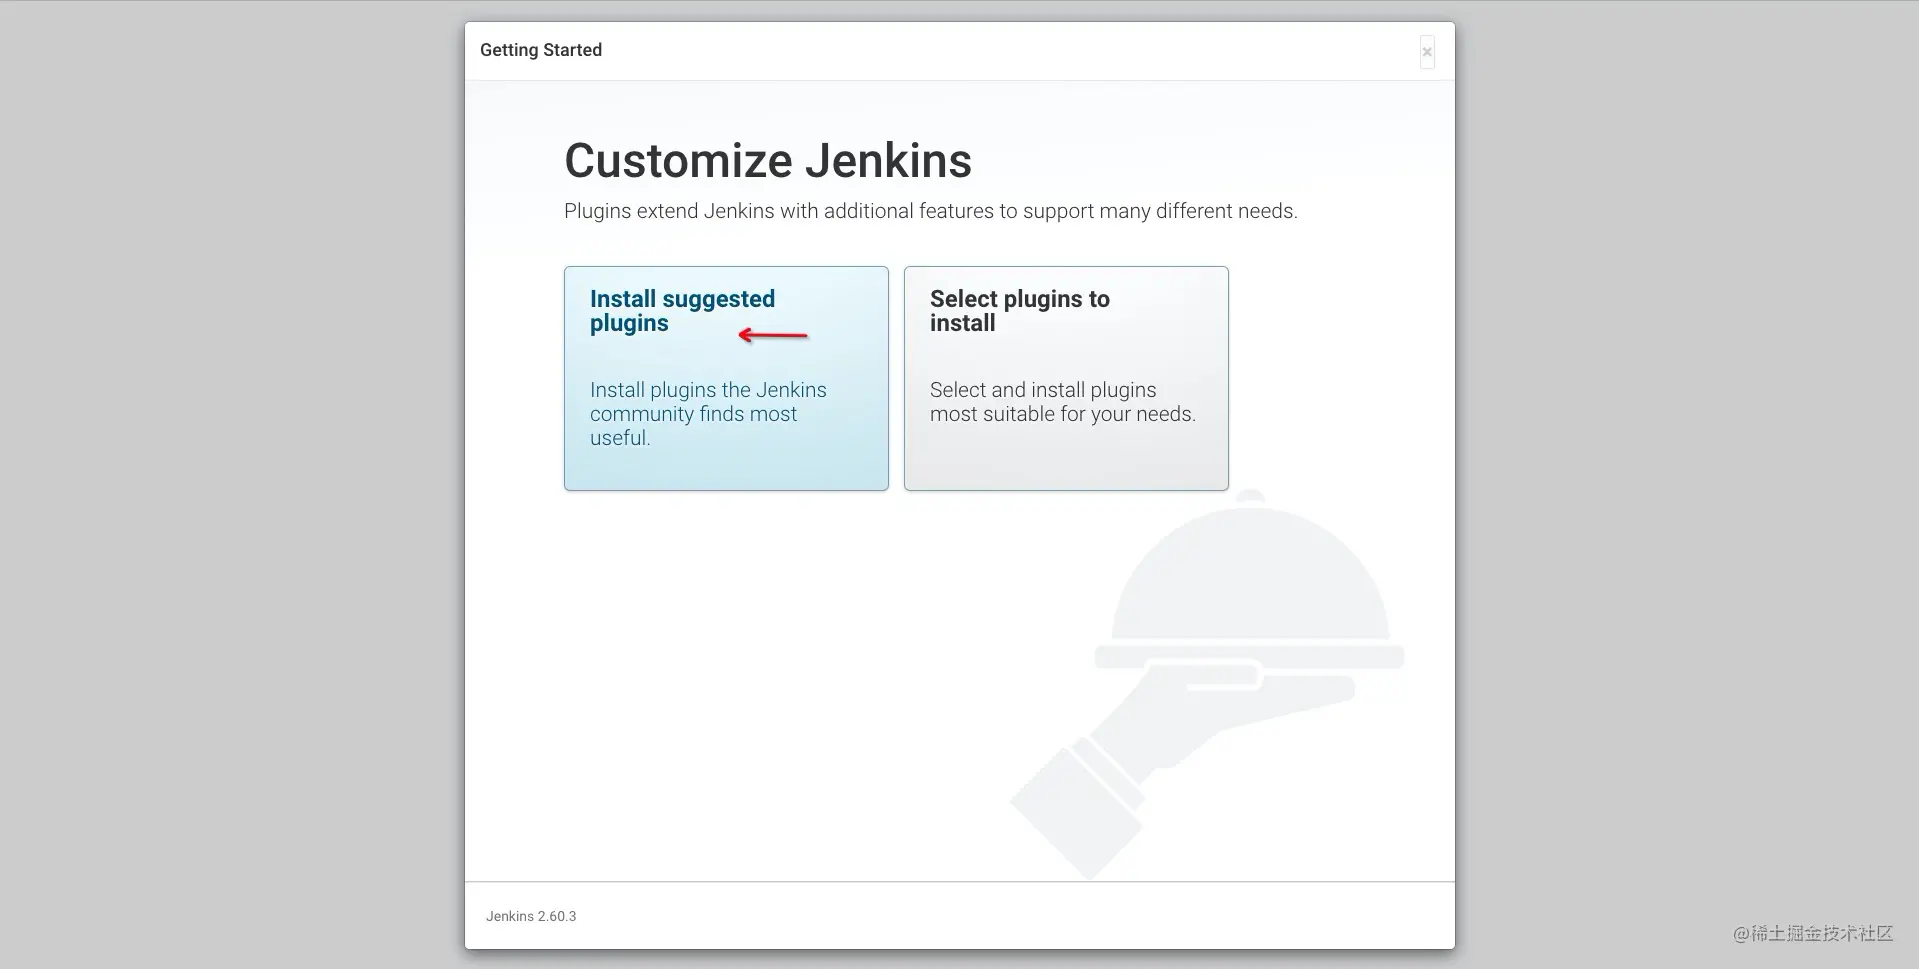 Getting Started
×
Customize Jenkins
Plugins extend Jenkins with additional features to support many different needs.
Install suggested
plugins
Install plugins the Jenkins
community finds most
useful.
Select plugins to
install
Select and install plugins
most suitable for your needs.
Jenkins 2.60.3
@稀土掘金技术社区